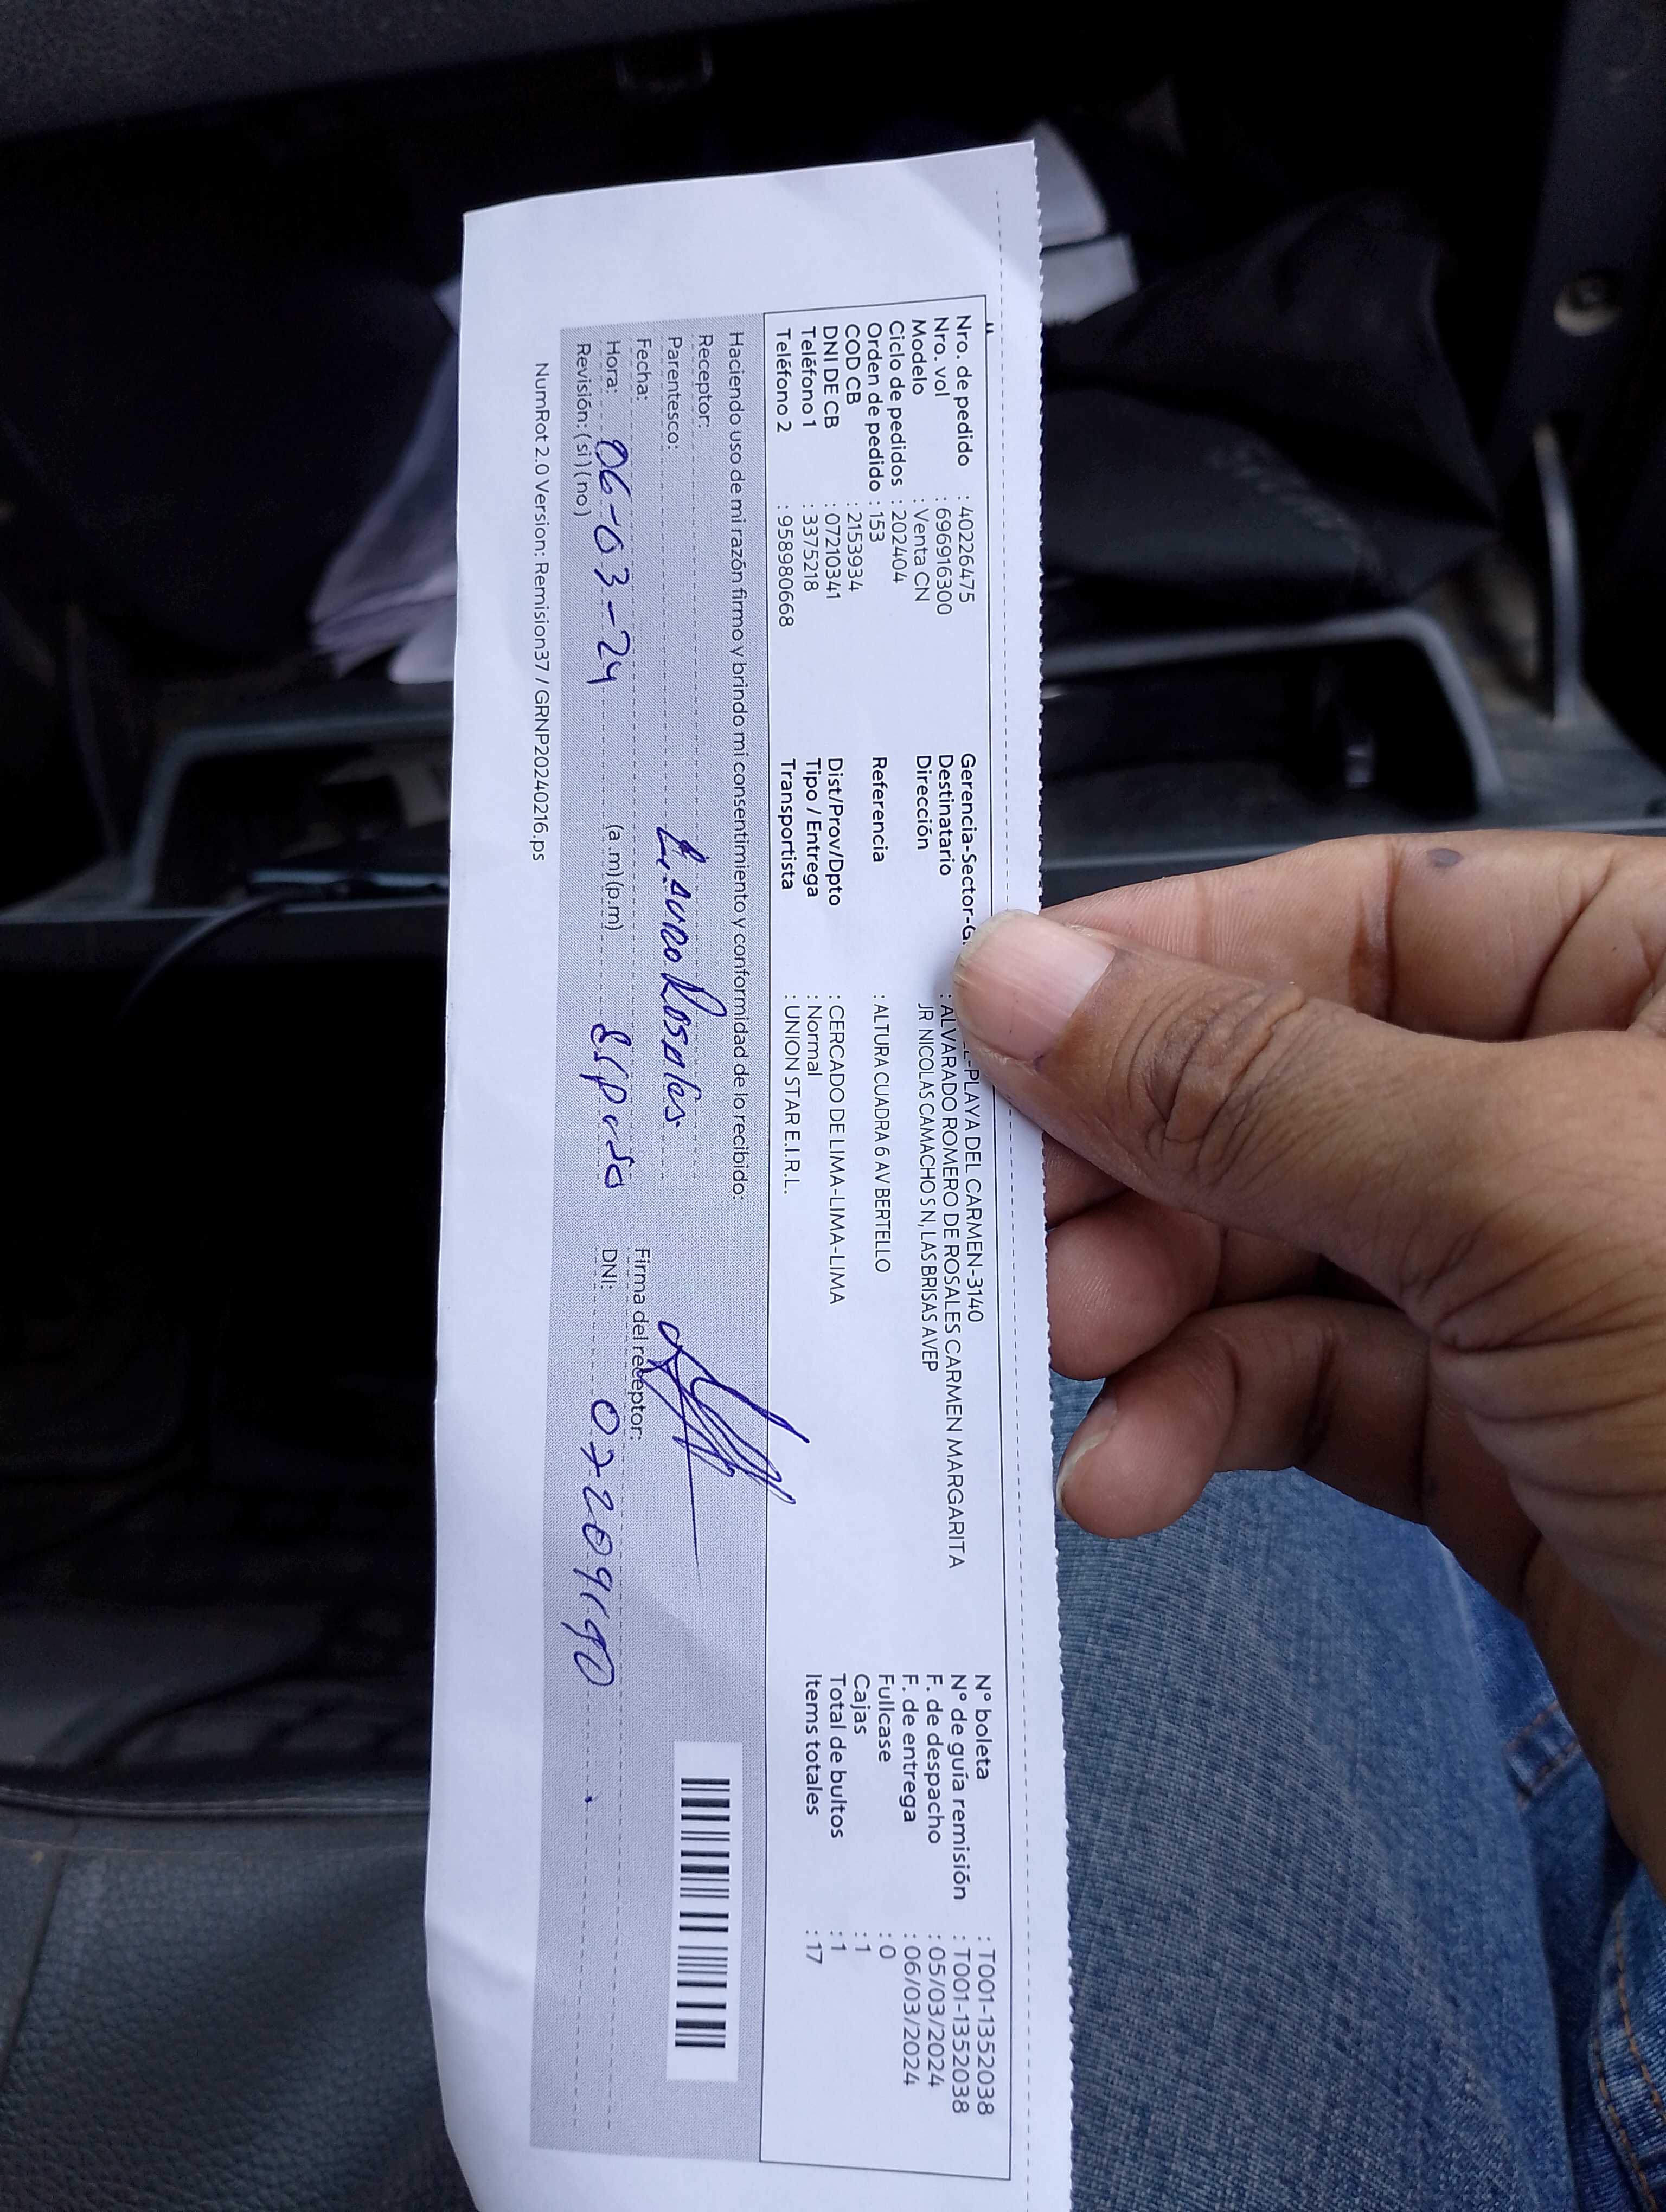 Nro. de pedido : 40226475
Nro. vol : 696916300
Modelo : Venta CN
Ciclo de pedidos : 202404
Orden de pedido : 153
COD CB : 21539934
DNI DE CB : 07210341
Teléfono 1 : 3375218
Teléfono 2 : 958980668
Gerencia-Sector-G PLAYA DEL CARMEN-3140
Destinatario : ALVARADO ROMERO DE ROSALES CARMEN MARGARITA
Dirección JR NICOLAS CAMACHO S N, LAS BRISAS AVEP
Referencia : ALTURA CUADRA 6 AV BERTELLO
Dist/Prov/Dpto : CERCADO DE LIMA-LIMA-LIMA
Tipo / Entrega : Normal
Transportista : UNION STAR E.I.R.L.
N° boleta : T001-1352038
N° de guía remisión : T001-1352038
F. de despacho : 05/03/2024
F. de entrega : 06/03/2024
Fullcase : 0
Cajas : 1
Total de bultos : 1
Items totales : 17
Haciendo uso de mi razón firmo y brindo mi consentimiento y conformidad de lo recibido:
Receptor: Rosales
Parentesco:
Fecha: Firma del receptor:
Hora: 06-03-24 (a.m)(p.m) Esposo DNI: 07209190
Revisión: (si)(no)
NumRot 2.0 Version: Remision37 / GRNP20240216.ps